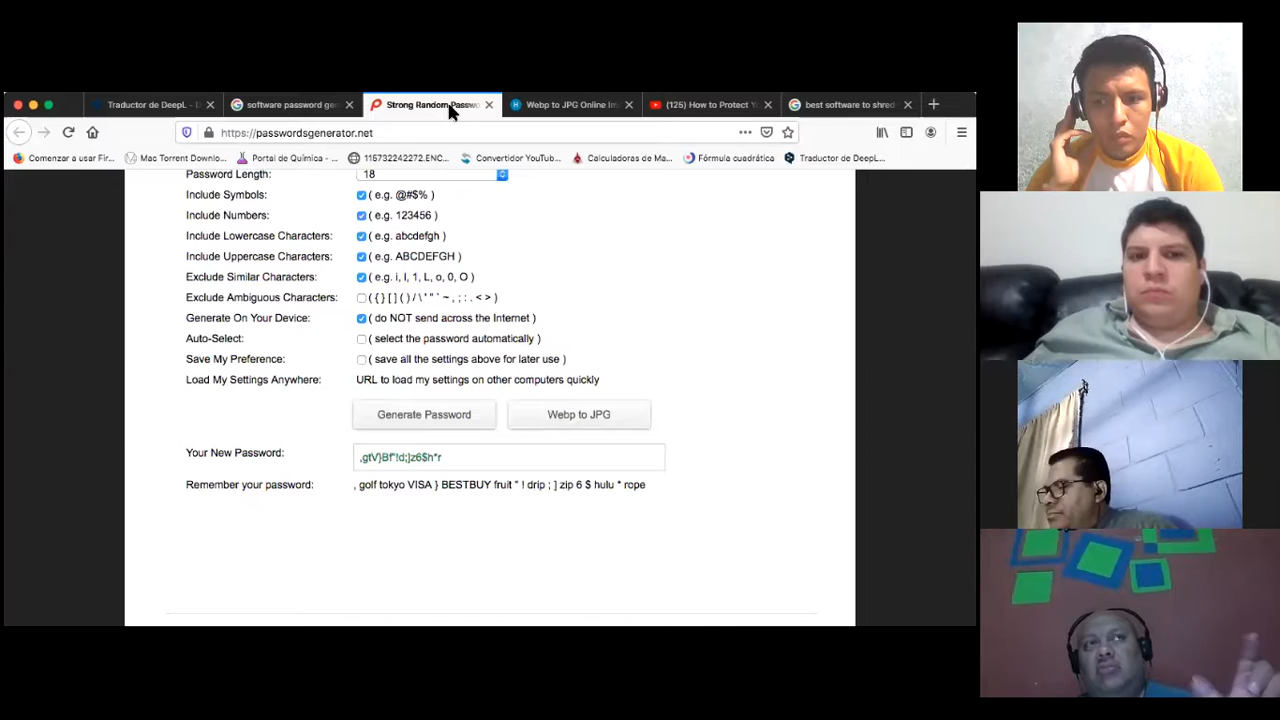 Traductor de DeepL - D
software password gen
Strong Random Passwo
Webp to JPG Online Im
(125) How to Protect Y
best software to shred
https://passwordsgenerator.net
Comenzar a usar Fir...
Mac Torrent Downlo...
Portal de Química - ...
115732242272.ENC...
Convertidor YouTub...
Calculadoras de Ma...
Fórmula cuadrática
Traductor de DeepL...
Password Length: 18
Include Symbols: ( e.g. @#$% )
Include Numbers: ( e.g. 123456 )
Include Lowercase Characters: ( e.g. abcdefgh )
Include Uppercase Characters: ( e.g. ABCDEFGH )
Exclude Similar Characters: ( e.g. i, l, 1, L, o, 0, O )
Exclude Ambiguous Characters: ( { } [ ] ( ) / \ ' " ` ~ , ; : . < > )
Generate On Your Device: ( do NOT send across the Internet )
Auto-Select: ( select the password automatically )
Save My Preference: ( save all the settings above for later use )
Load My Settings Anywhere: URL to load my settings on other computers quickly
Generate Password
Webp to JPG
Your New Password: ,gtV}Bf"!d;]z6$h*r
Remember your password: , golf tokyo VISA } BESTBUY fruit " ! drip ; ] zip 6 $ hulu * rope